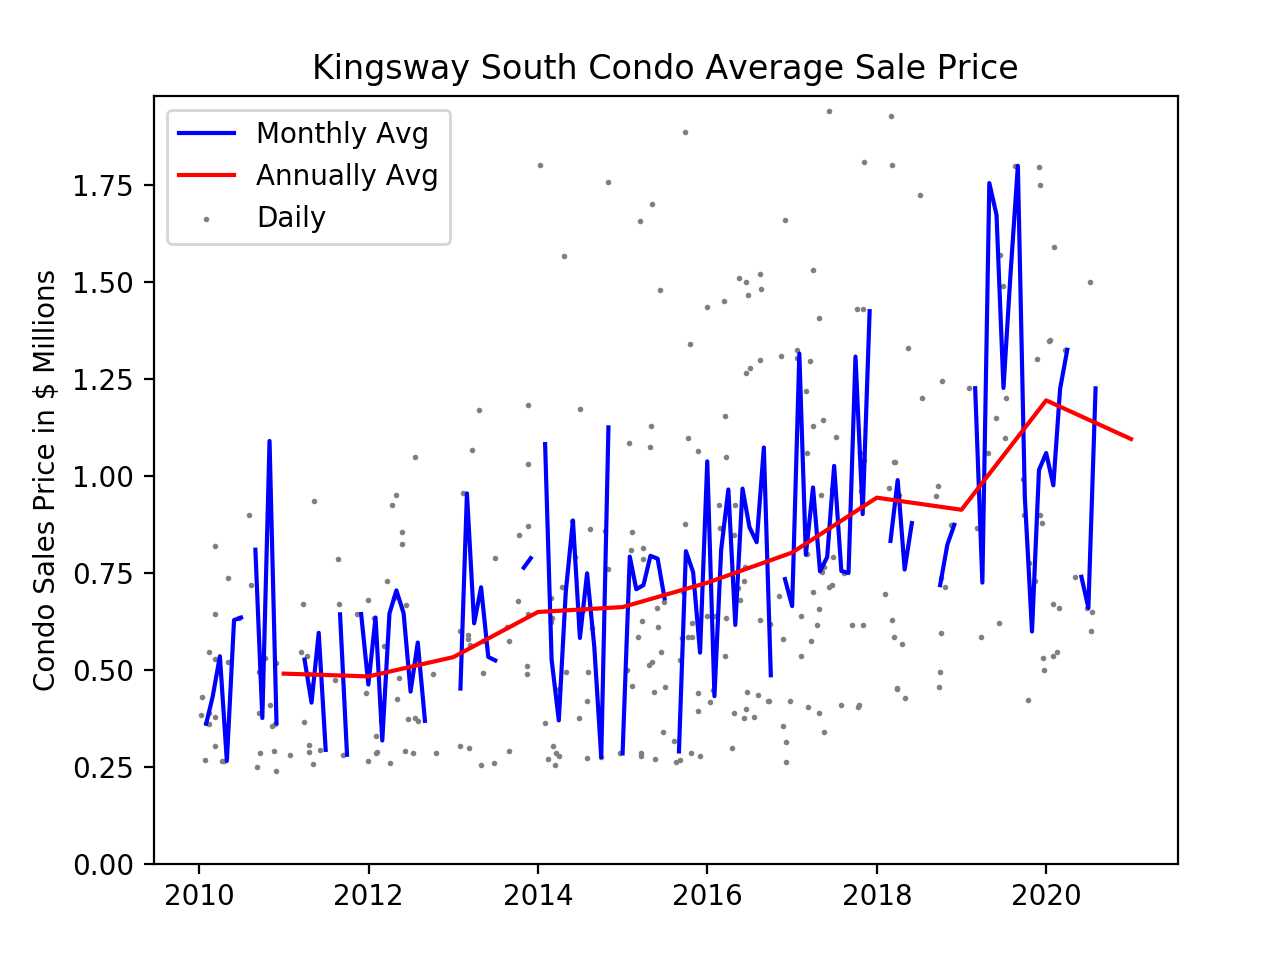 Kingsway South Condo Average Sale Price
Monthly Avg
Annually Avg
Daily
Condo Sales Price in $ Millions
1.75
1.50
1.25
1.00
0.75
0.50
0.25
0.00
2010
2012
2014
2016
2018
2020